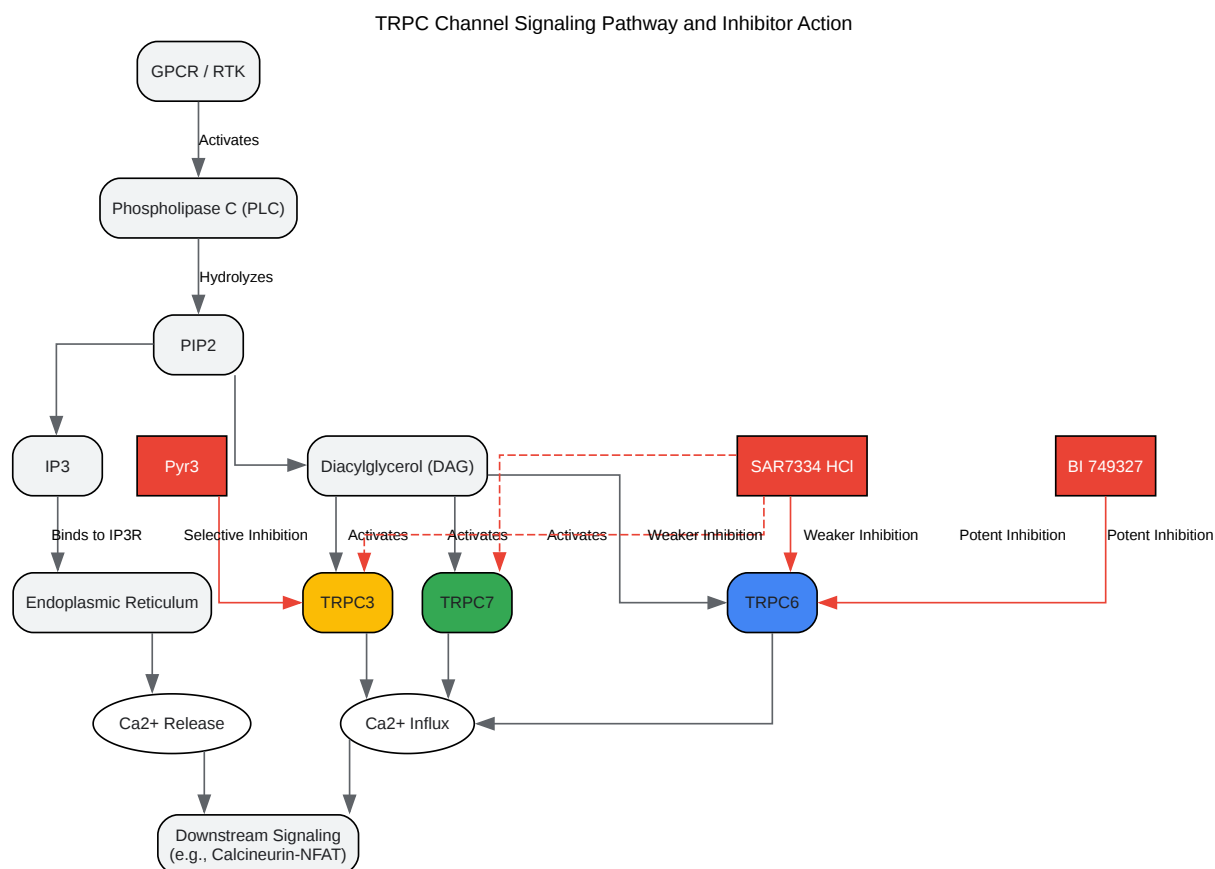 TRPC Channel Signaling Pathway and Inhibitor Action
GPCR / RTK
Activates
Phospholipase C (PLC)
Hydrolyzes
PIP2
IP3
Pyr3
Diacylglycerol (DAG)
SAR7334 HCl
BI 749327
Binds to IP3R
Selective Inhibition
Activates
Activates
Activates
Weaker Inhibition
Weaker Inhibition
Potent Inhibition
Potent Inhibition
Endoplasmic Reticulum
TRPC3
TRPC7
TRPC6
Ca2+ Release
Ca2+ Influx
Downstream Signaling
(e.g., Calcineurin-NFAT)